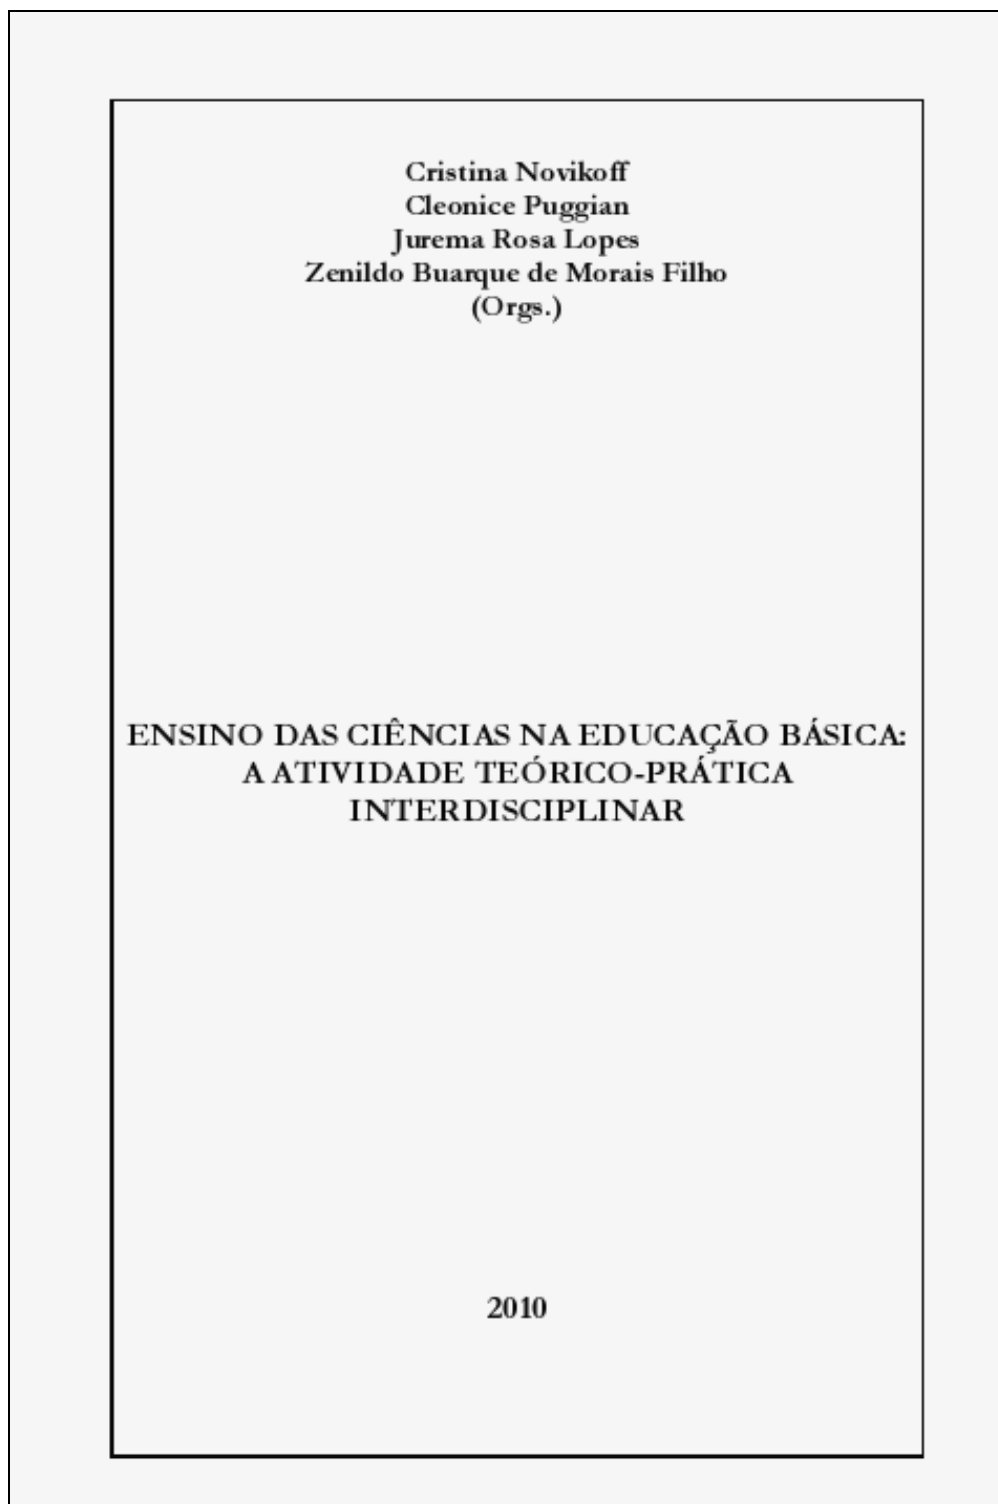 Cristina Novikoff
Cleonice Puggian
Jurema Rosa Lopes
Zenildo Buarque de Morais Filho
(Orgs.)
ENSINO DAS CIÊNCIAS NA EDUCAÇÃO BÁSICA:
A ATIVIDADE TEÓRICO-PRÁTICA
INTERDISCIPLINAR
2010